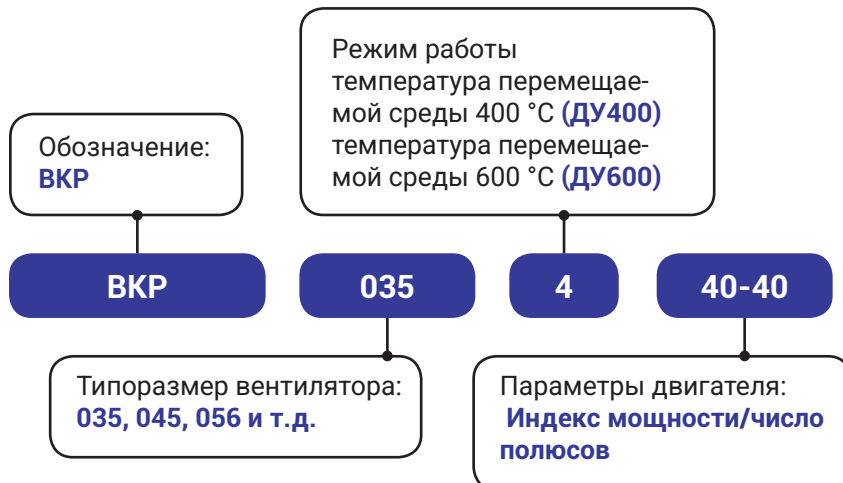 Режим работы
температура перемещае-
мой среды 400 °C (ДУ400)
температура перемещае-
мой среды 600 °C (ДУ600)
Обозначение:
ВКР
ВКР 035 4 40-40
Типоразмер вентилятора:
035, 045, 056 и т.д.
Параметры двигателя:
Индекс мощности/число
полюсов